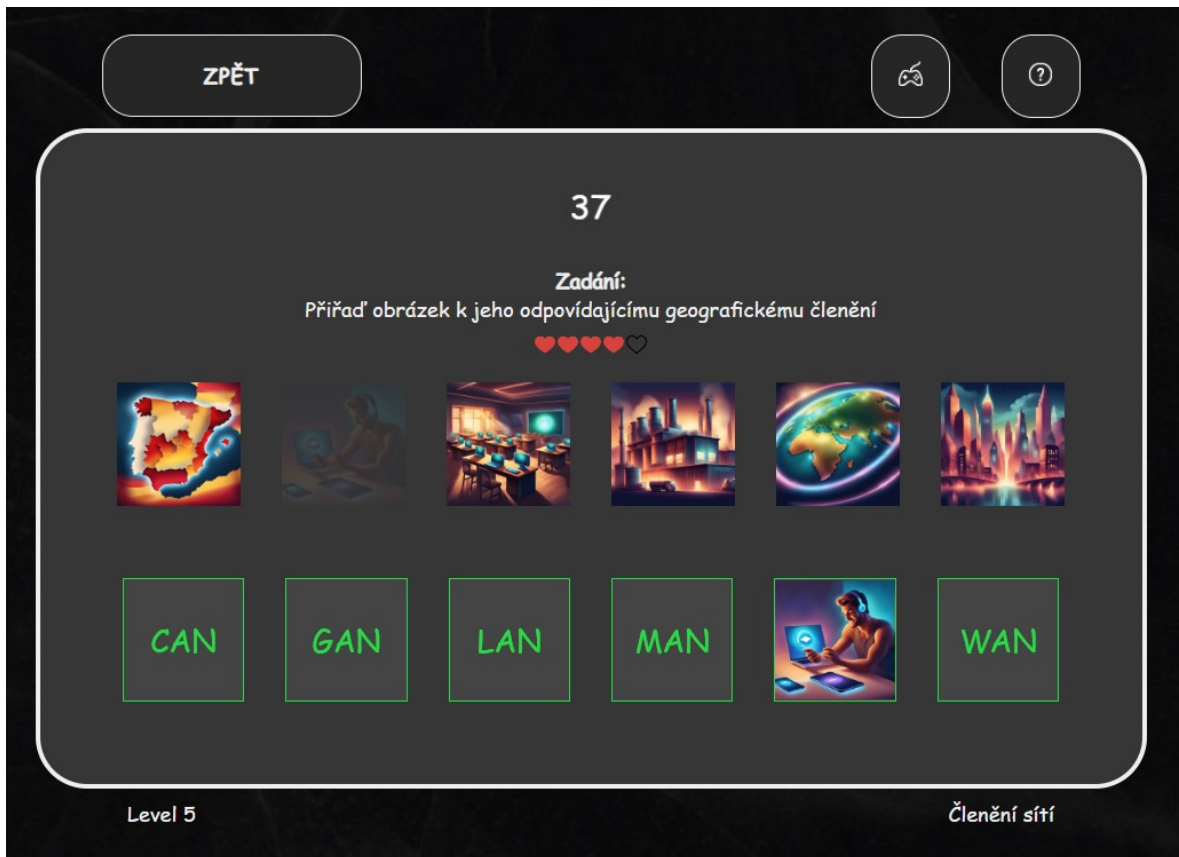 ZPĚT
?
37
Zadání:
Přiřaď obrázek k jeho odpovídajícímu geografickému členění
CAN
GAN
LAN
MAN
WAN
Level 5
Členění sítí